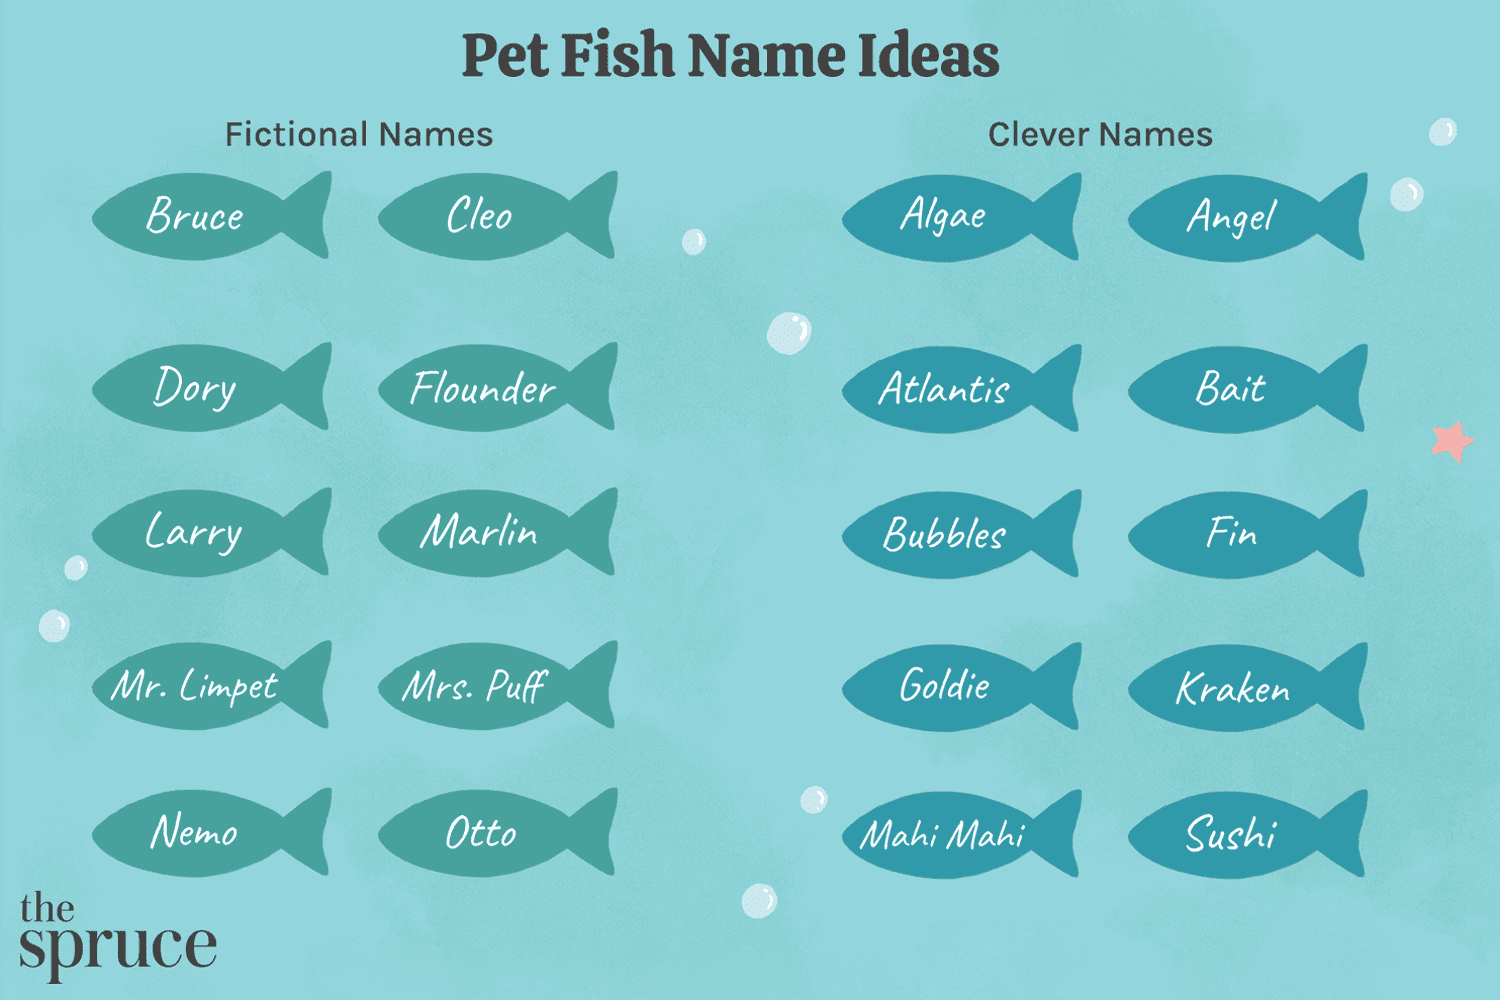 Pet Fish Name Ideas
Fictional Names
Bruce
Cleo
Dory
Flounder
Larry
Marlin
Mr. Limpet
Mrs. Puff
Nemo
Otto
Clever Names
Algae
Angel
Atlantis
Bait
Bubbles
Fin
Goldie
Kraken
Mahi Mahi
Sushi
the
spruce